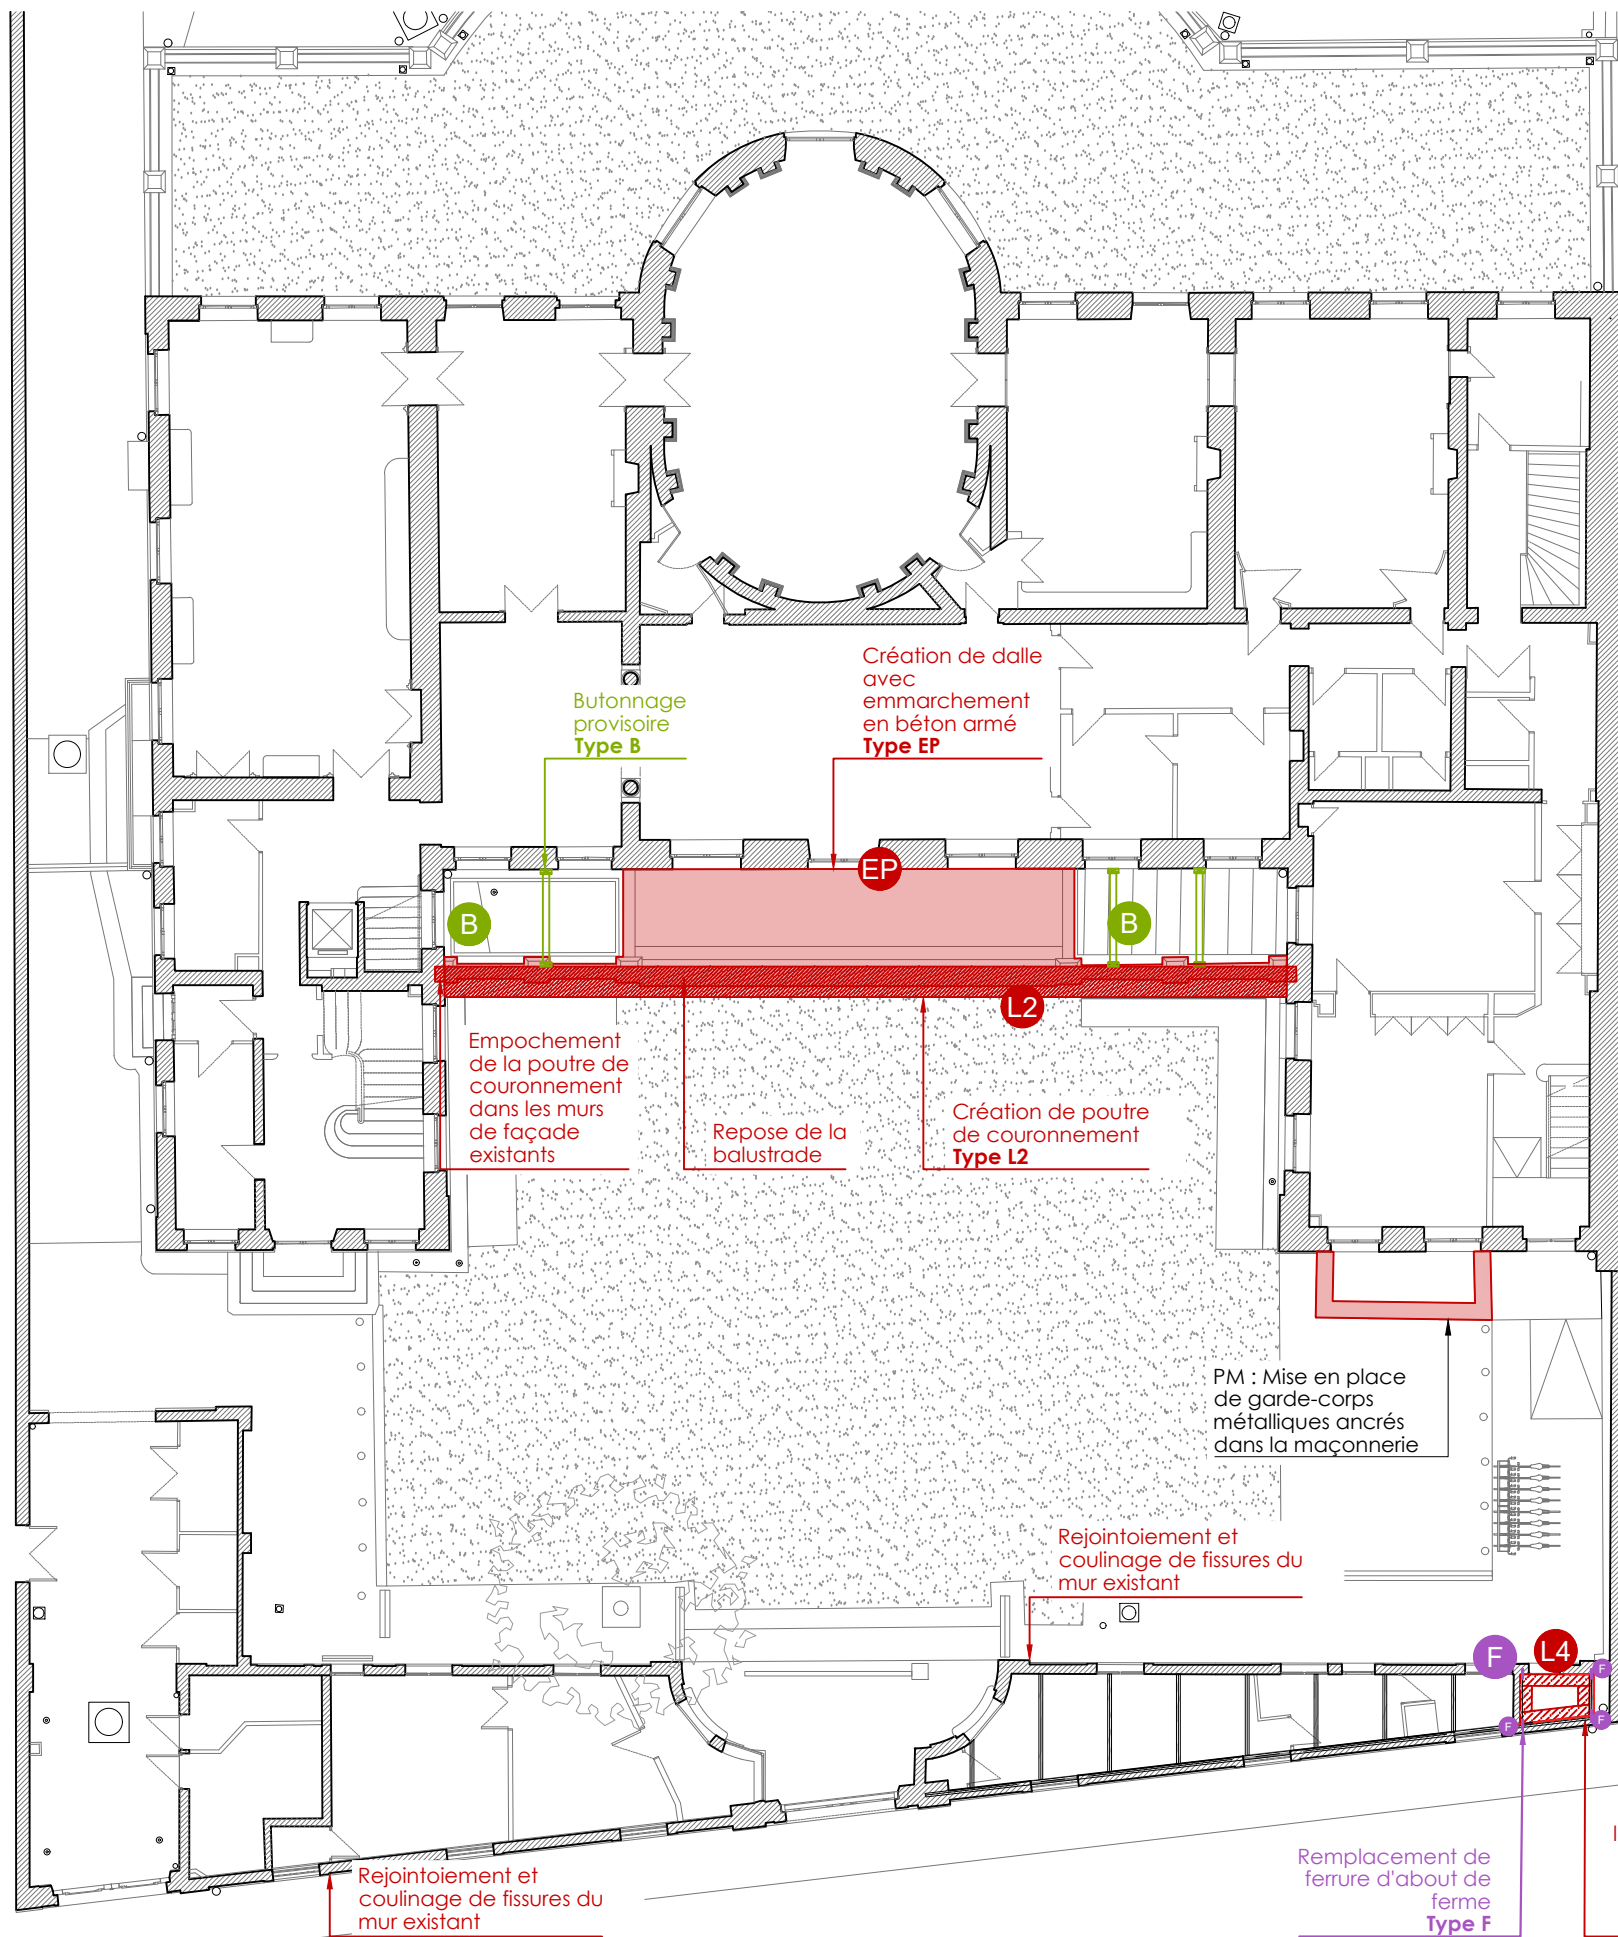 Création de dalle
avec
emmarchement
en béton armé
Type EP
Butonnage
provisoire
Type B
EP
B
B
L2
Empochement
de la poutre de
couronnement
dans les murs
de façade
existants
Repose de la
balustrade
Création de poutre
de couronnement
Type L2
PM : Mise en place
de garde-corps
métalliques ancrés
dans la maçonnerie
Rejointoiement et
coulinage de fissures du
mur existant
F
L4
F
F
F
Remplacement de
ferrure d'about de
ferme
Type F
Rejointoiement et
coulinage de fissures du
mur existant